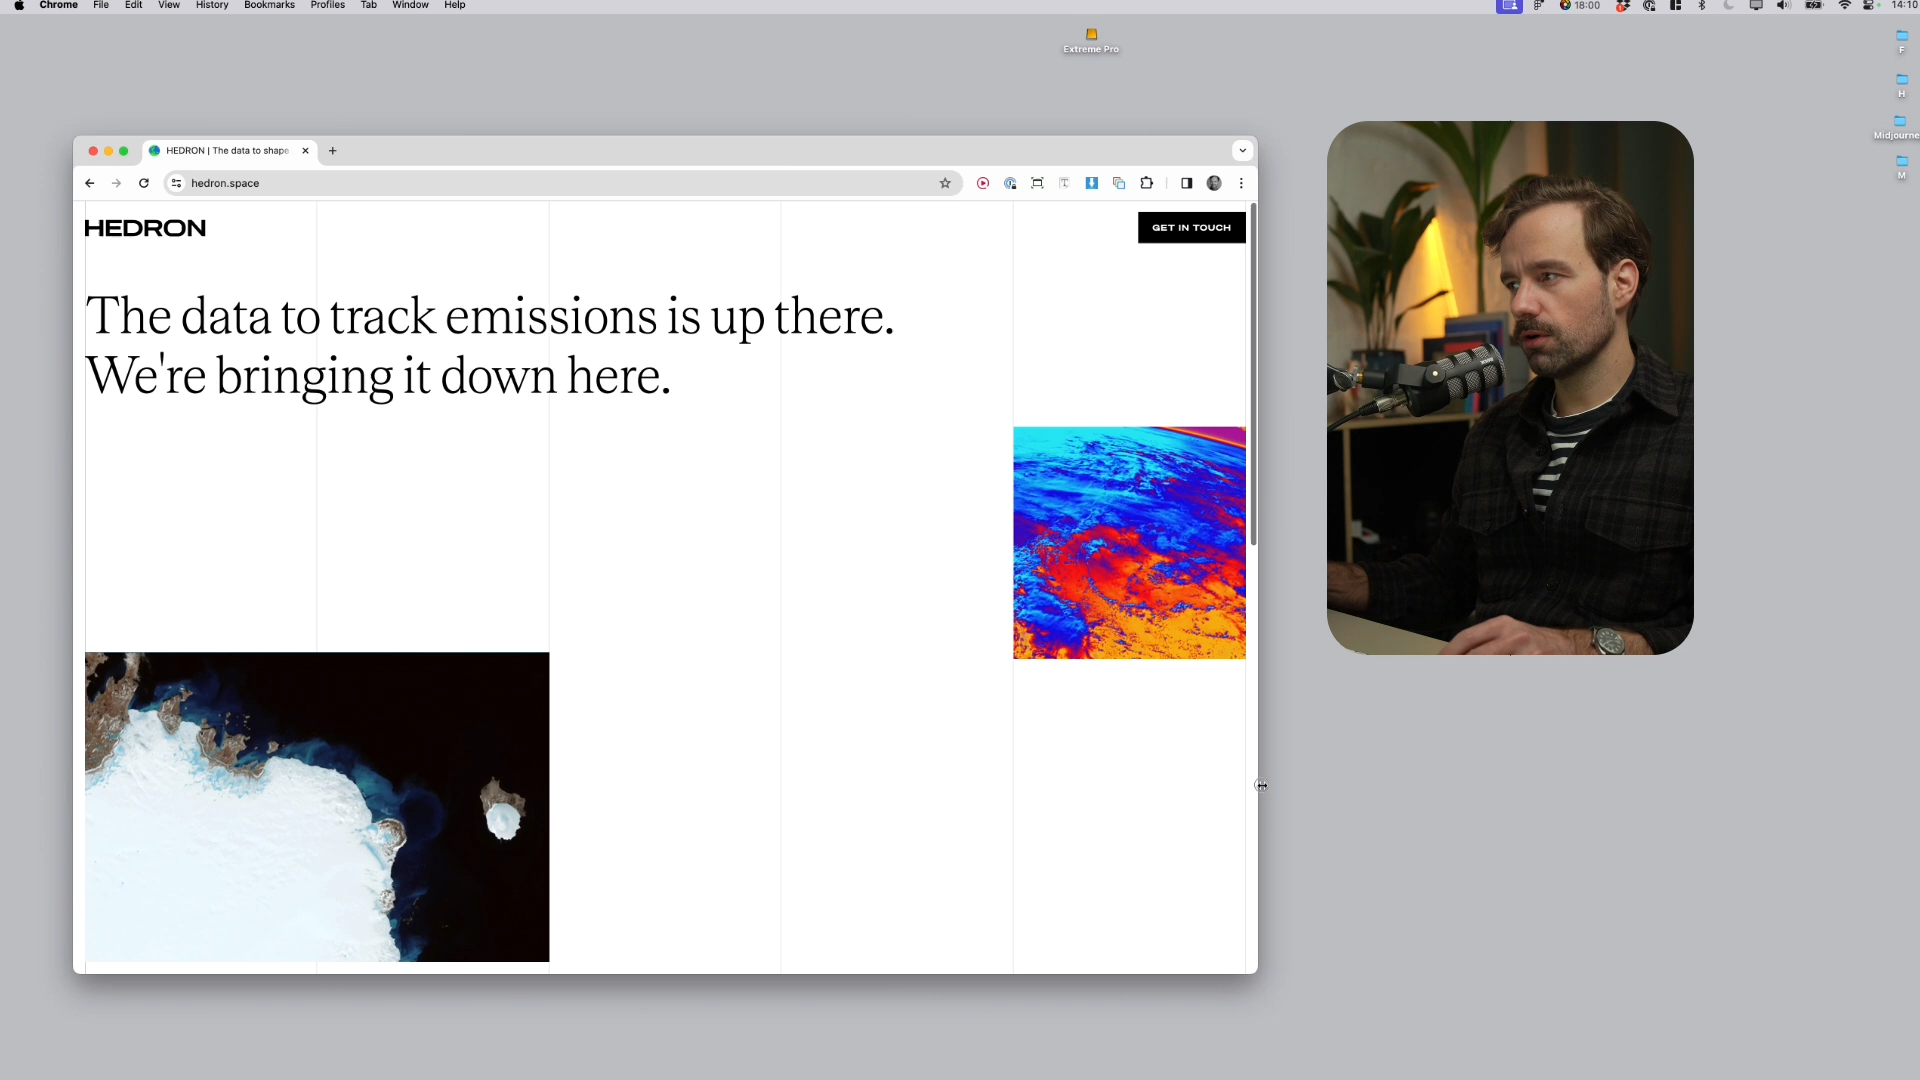 Chrome File Edit View History Bookmarks Profiles Tab Window Help 18:00 14:10
Extreme Pro
F
H
Midjourne
M
HEDRON | The data to shape
hedron.space
HEDRON
GET IN TOUCH
The data to track emissions is up there.
We're bringing it down here.